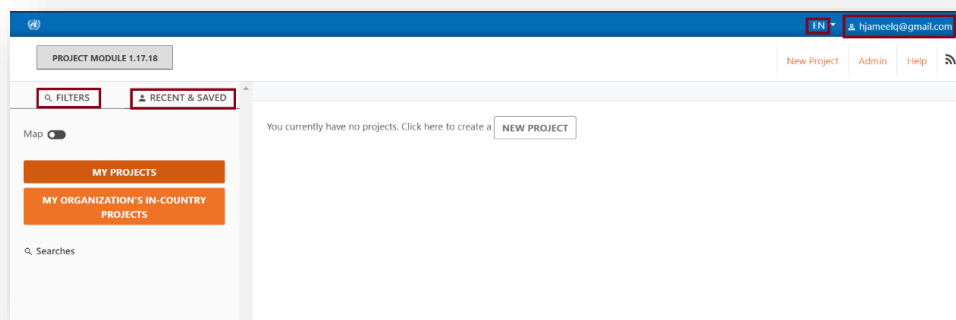 EN
hjameelq@gmail.com
PROJECT MODULE 1.17.18
New Project
Admin
Help
FILTERS
RECENT & SAVED
Map
You currently have no projects. Click here to create a NEW PROJECT
MY PROJECTS
MY ORGANIZATION'S IN-COUNTRY
PROJECTS
Searches